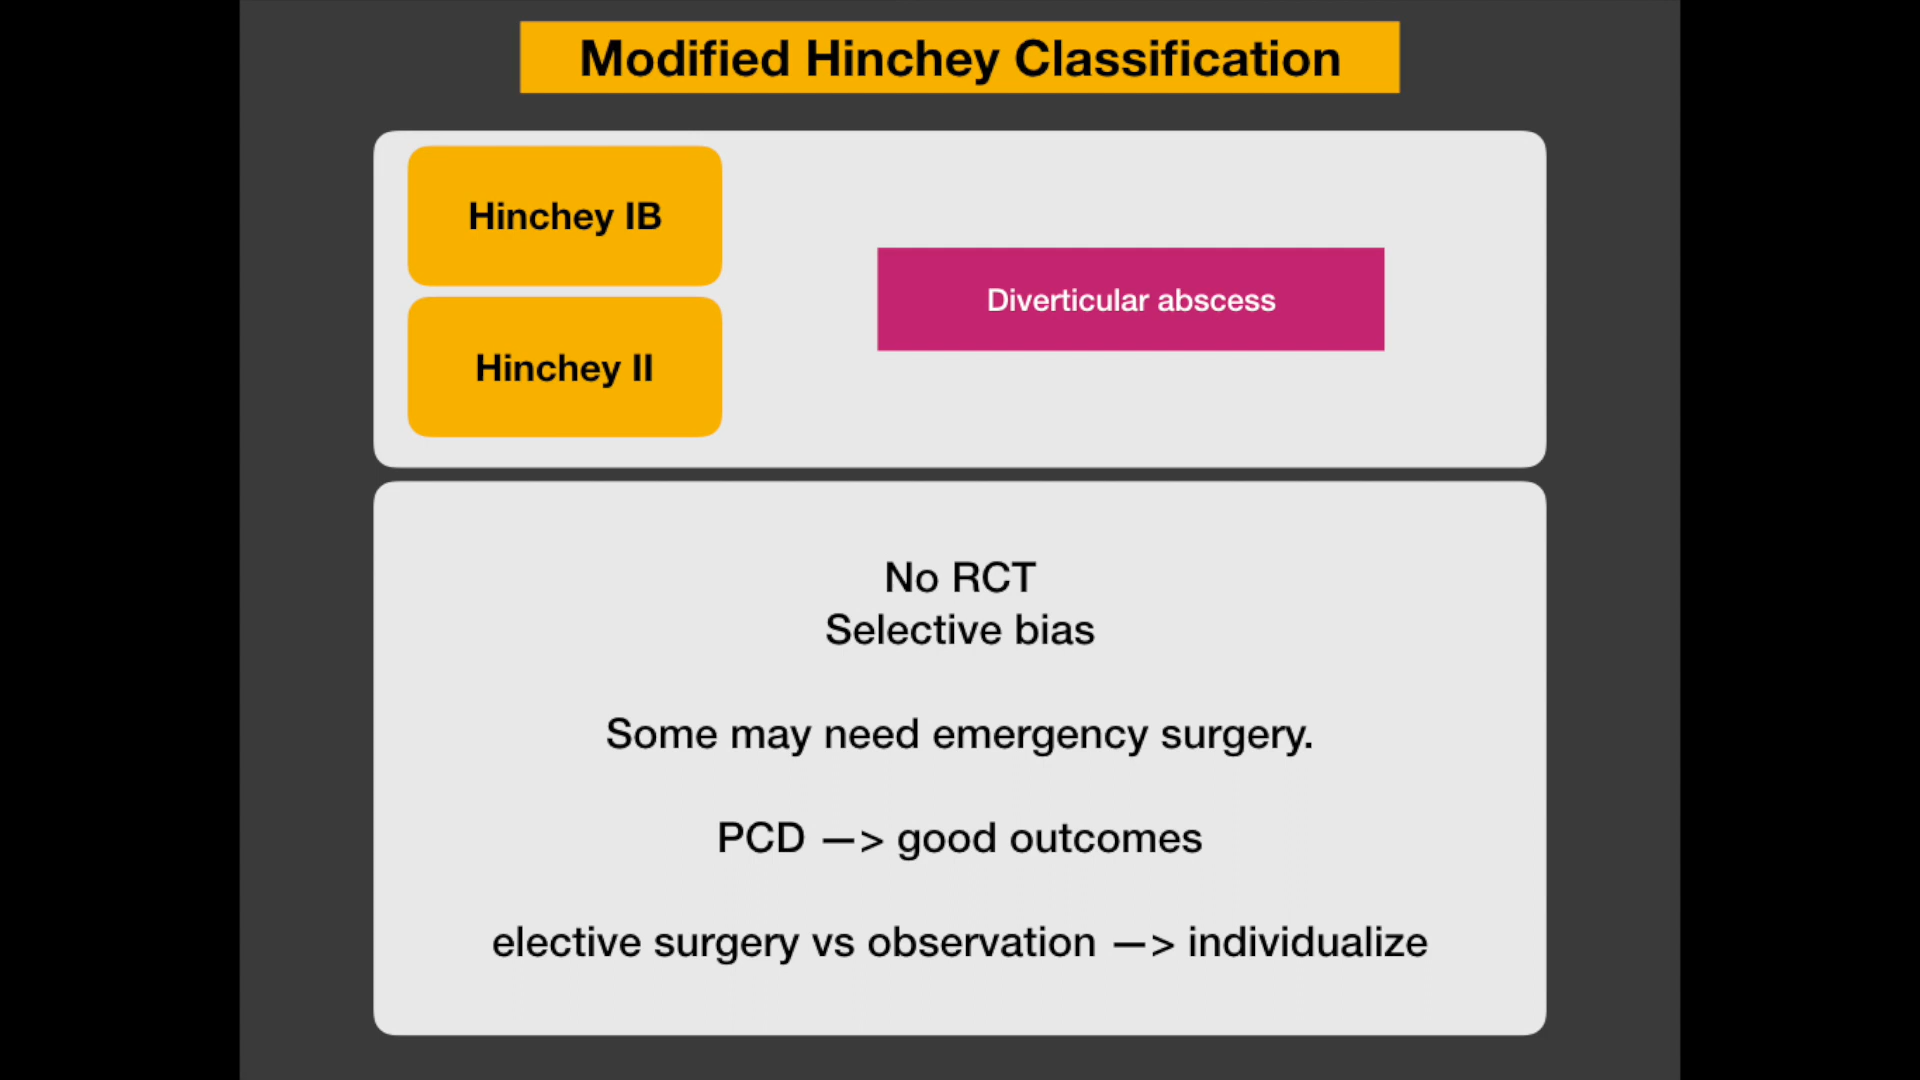 Modified Hinchey Classification
Hinchey IB
Hinchey II
Diverticular abscess
No RCT
Selective bias
Some may need emergency surgery.
PCD —> good outcomes
elective surgery vs observation —> individualize